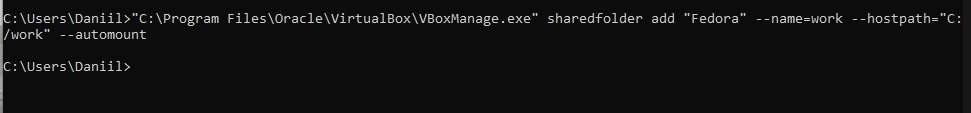 C:\Users\Daniil>"C:\Program Files\Oracle\VirtualBox\VBoxManage.exe" sharedfolder add "Fedora" --name=work --hostpath="C:
/work" --automount
C:\Users\Daniil>